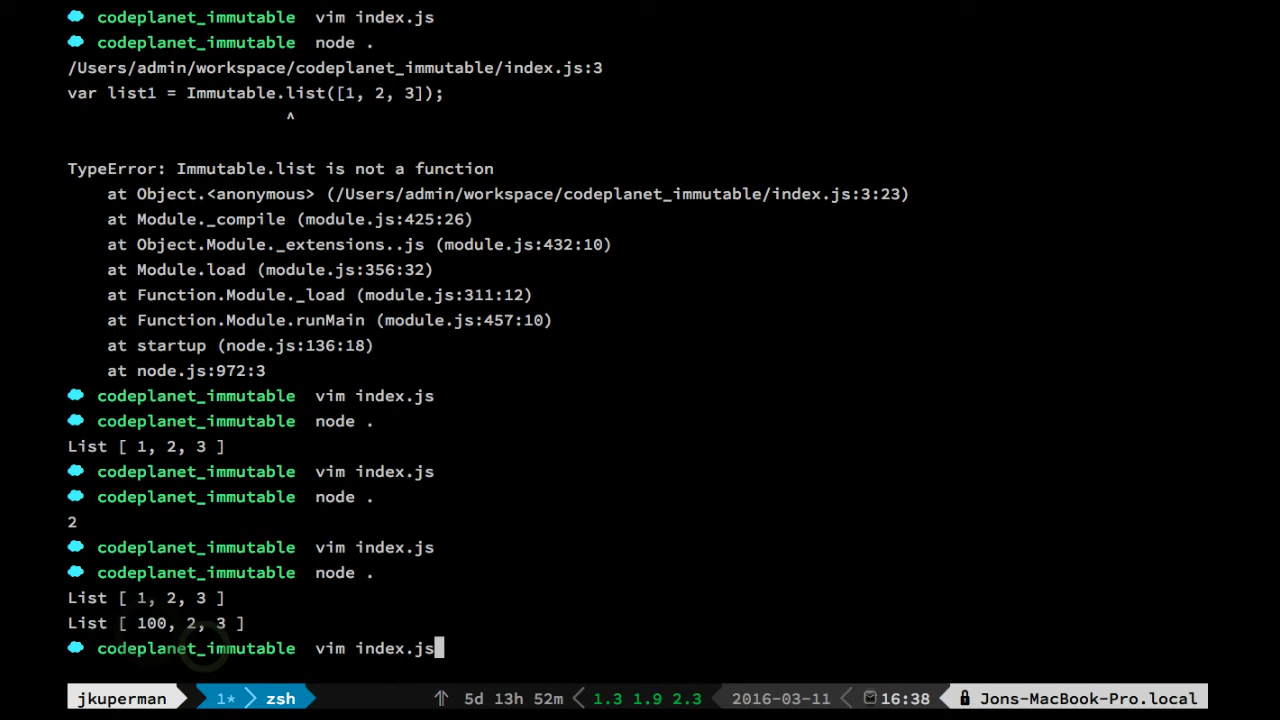 codeplanet_immutable vim index.js
codeplanet_immutable node .
/Users/admin/workspace/codeplanet_immutable/index.js:3
var list1 = Immutable.list([1, 2, 3]);
^
TypeError: Immutable.list is not a function
at Object.<anonymous> (/Users/admin/workspace/codeplanet_immutable/index.js:3:23)
at Module._compile (module.js:425:26)
at Object.Module._extensions..js (module.js:432:10)
at Module.load (module.js:356:32)
at Function.Module._load (module.js:311:12)
at Function.Module.runMain (module.js:457:10)
at startup (node.js:136:18)
at node.js:972:3
codeplanet_immutable vim index.js
codeplanet_immutable node .
List [ 1, 2, 3 ]
codeplanet_immutable vim index.js
codeplanet_immutable node .
2
codeplanet_immutable vim index.js
codeplanet_immutable node .
List [ 1, 2, 3 ]
List [ 100, 2, 3 ]
codeplanet_immutable vim index.js
jkuperman 1* zsh ↑ 5d 13h 52m 1.3 1.9 2.3 2016-03-11 16:38 Jons-MacBook-Pro.local